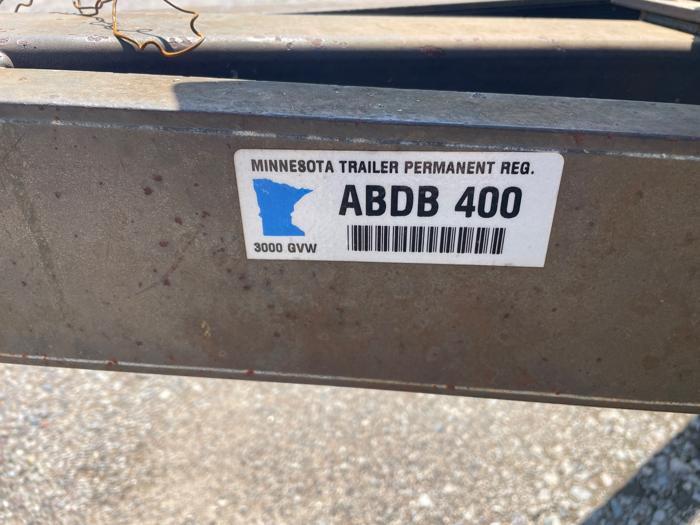 MINNESOTA TRAILER PERMANENT REG.
ABDB 400
3000 GVW